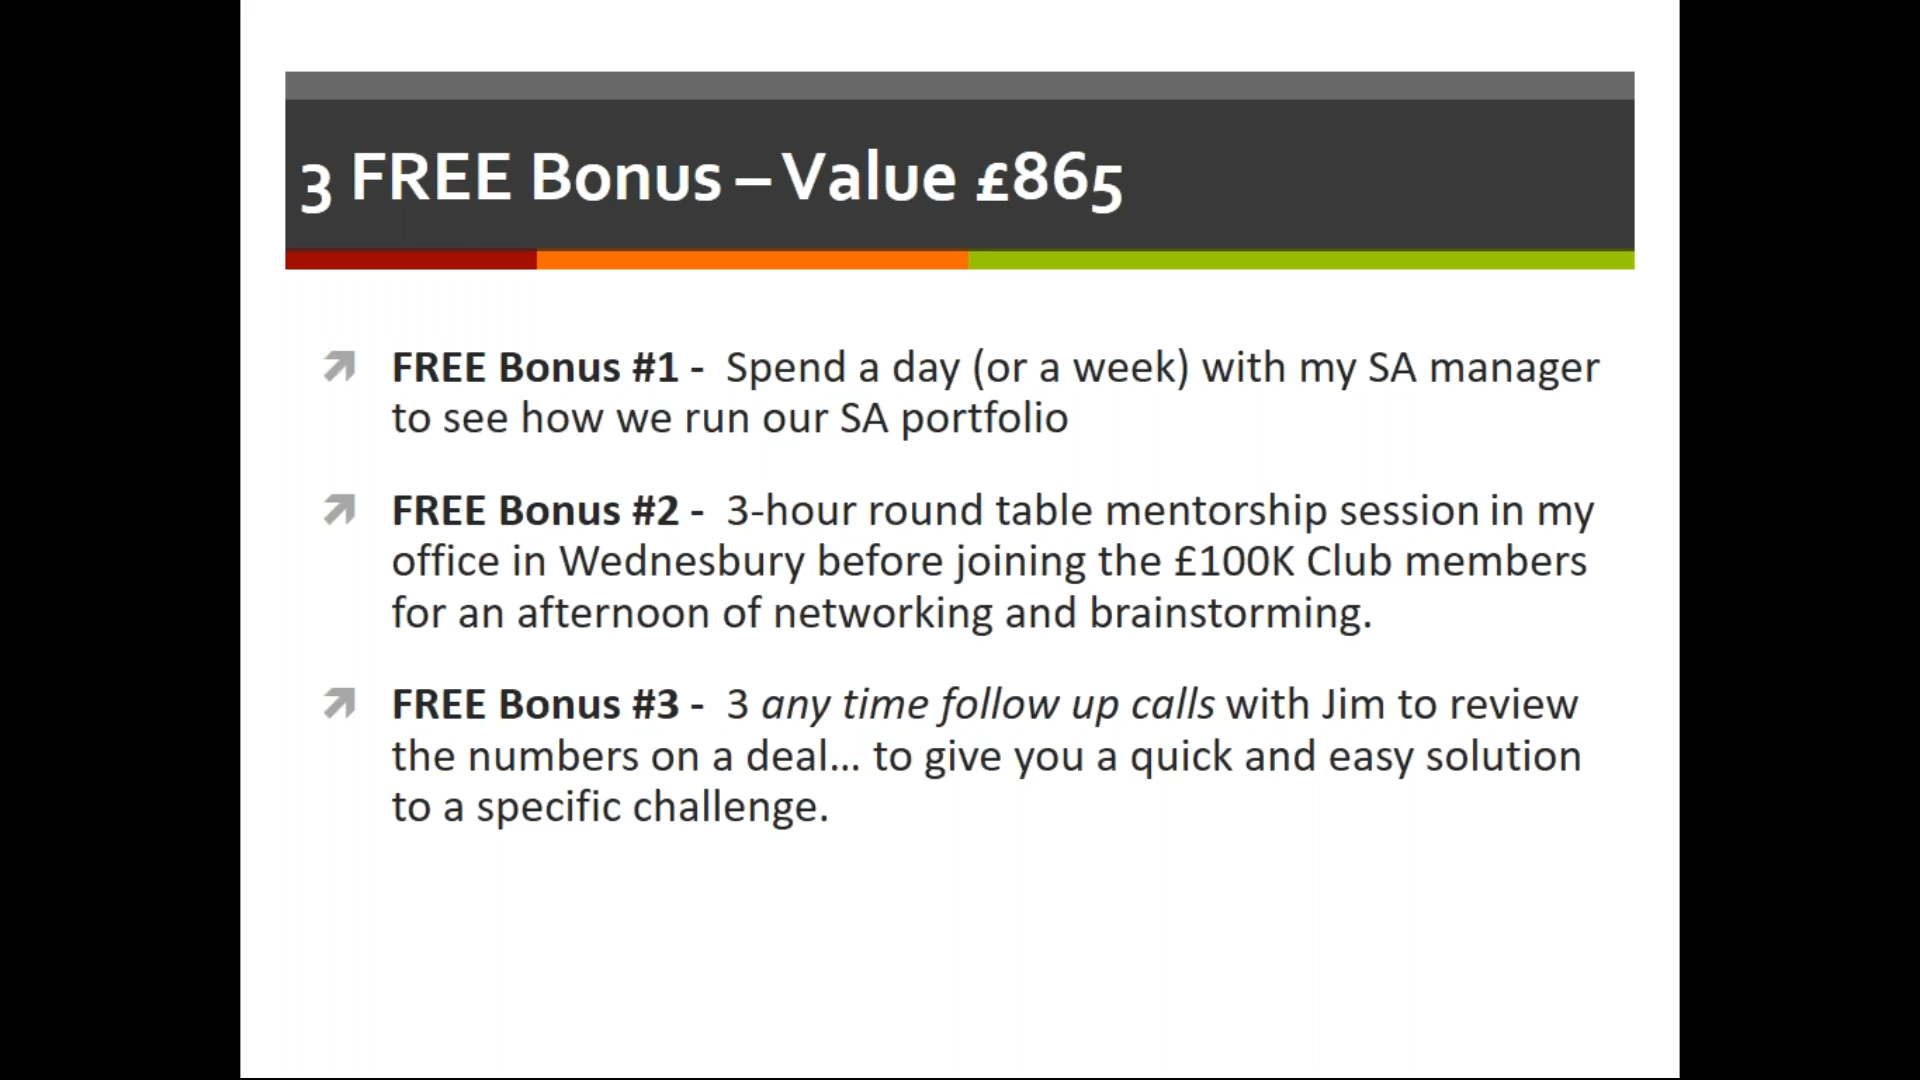 3 FREE Bonus – Value £865
FREE Bonus #1 - Spend a day (or a week) with my SA manager
to see how we run our SA portfolio
FREE Bonus #2 - 3-hour round table mentorship session in my
office in Wednesbury before joining the £100K Club members
for an afternoon of networking and brainstorming.
FREE Bonus #3 - 3 any time follow up calls with Jim to review
the numbers on a deal... to give you a quick and easy solution
to a specific challenge.